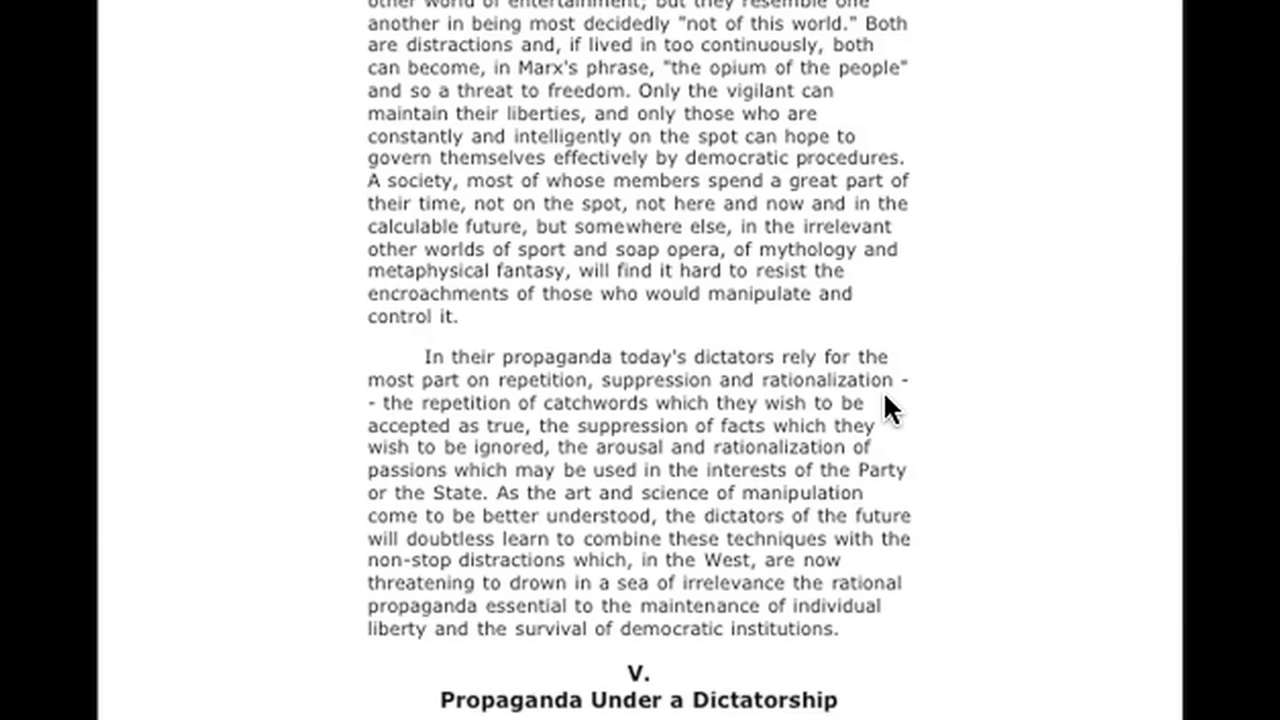 other world of entertainment; but they resemble one
another in being most decidedly "not of this world." Both
are distractions and, if lived in too continuously, both
can become, in Marx's phrase, "the opium of the people"
and so a threat to freedom. Only the vigilant can
maintain their liberties, and only those who are
constantly and intelligently on the spot can hope to
govern themselves effectively by democratic procedures.
A society, most of whose members spend a great part of
their time, not on the spot, not here and now and in the
calculable future, but somewhere else, in the irrelevant
other worlds of sport and soap opera, of mythology and
metaphysical fantasy, will find it hard to resist the
encroachments of those who would manipulate and
control it.
In their propaganda today's dictators rely for the
most part on repetition, suppression and rationalization -
- the repetition of catchwords which they wish to be
accepted as true, the suppression of facts which they
wish to be ignored, the arousal and rationalization of
passions which may be used in the interests of the Party
or the State. As the art and science of manipulation
come to be better understood, the dictators of the future
will doubtless learn to combine these techniques with the
non-stop distractions which, in the West, are now
threatening to drown in a sea of irrelevance the rational
propaganda essential to the maintenance of individual
liberty and the survival of democratic institutions.
V.
Propaganda Under a Dictatorship